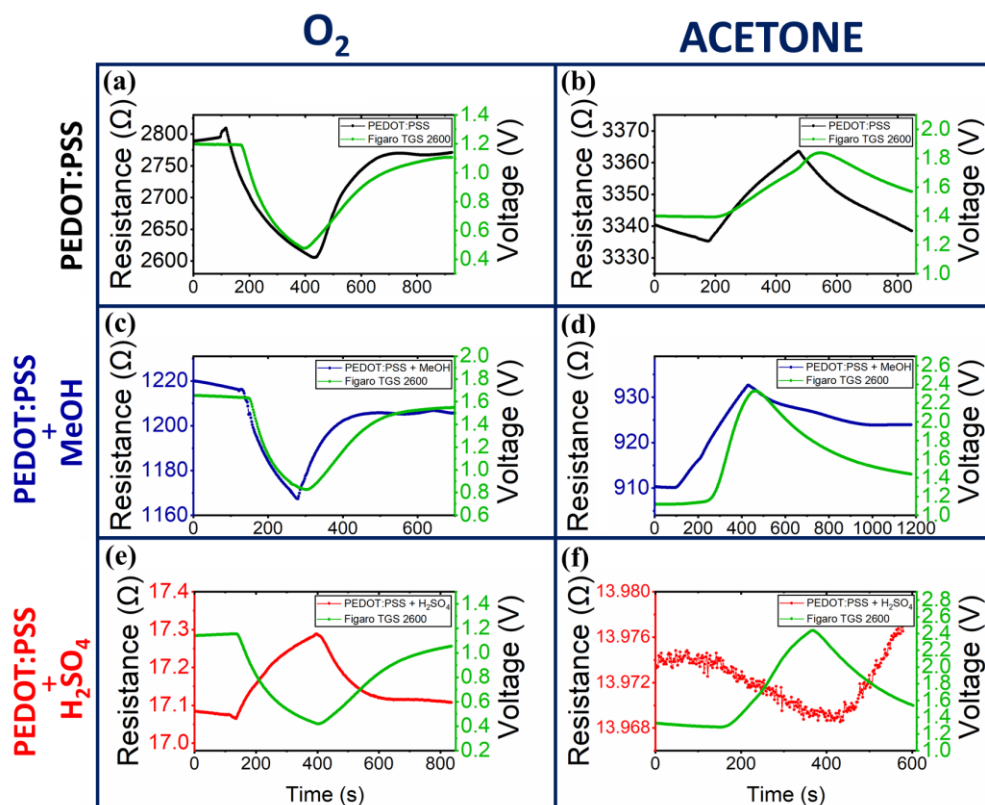 O2
ACETONE
PEDOT:PSS
(a)
Resistance (Ω)
2800
2750
2700
2650
2600
0 200 400 600 800
PEDOT:PSS
Figaro TGS 2600
1.4
1.2
1.0
0.8
0.6
0.4
Voltage (V)
(b)
Resistance (Ω)
3370
3360
3350
3340
3330
0 200 400 600 800
PEDOT:PSS
Figaro TGS 2600
2.0
1.8
1.6
1.4
1.2
1.0
Voltage (V)
PEDOT:PSS
+
MeOH
(c)
Resistance (Ω)
1220
1200
1180
1160
0 200 400 600
PEDOT:PSS + MeOH
Figaro TGS 2600
2.0
1.8
1.6
1.4
1.2
1.0
0.8
0.6
Voltage (V)
(d)
Resistance (Ω)
930
920
910
0 200 400 600 800 1000 1200
PEDOT:PSS + MeOH
Figaro TGS 2600
2.6
2.4
2.2
2.0
1.8
1.6
1.4
1.2
1.0
Voltage (V)
PEDOT:PSS
+
H2SO4
(e)
Resistance (Ω)
17.4
17.3
17.2
17.1
17.0
0 200 400 600 800
Time (s)
PEDOT:PSS + H2SO4
Figaro TGS 2600
1.4
1.2
1.0
0.8
0.6
0.4
0.2
Voltage (V)
(f)
Resistance (Ω)
13.980
13.976
13.972
13.968
0 200 400 600
Time (s)
PEDOT:PSS + H2SO4
Figaro TGS 2600
2.8
2.4
2.0
1.6
1.2
Voltage (V)